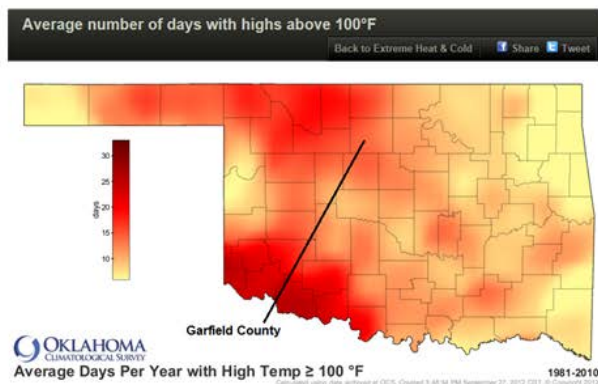 Average number of days with highs above 100°F
Back to Extreme Heat & Cold
Share
Tweet
30
25
20
15
10
days
Garfield County
OKLAHOMA
CLIMATOLOGICAL SURVEY
Average Days Per Year with High Temp ≥ 100 °F
1981-2010